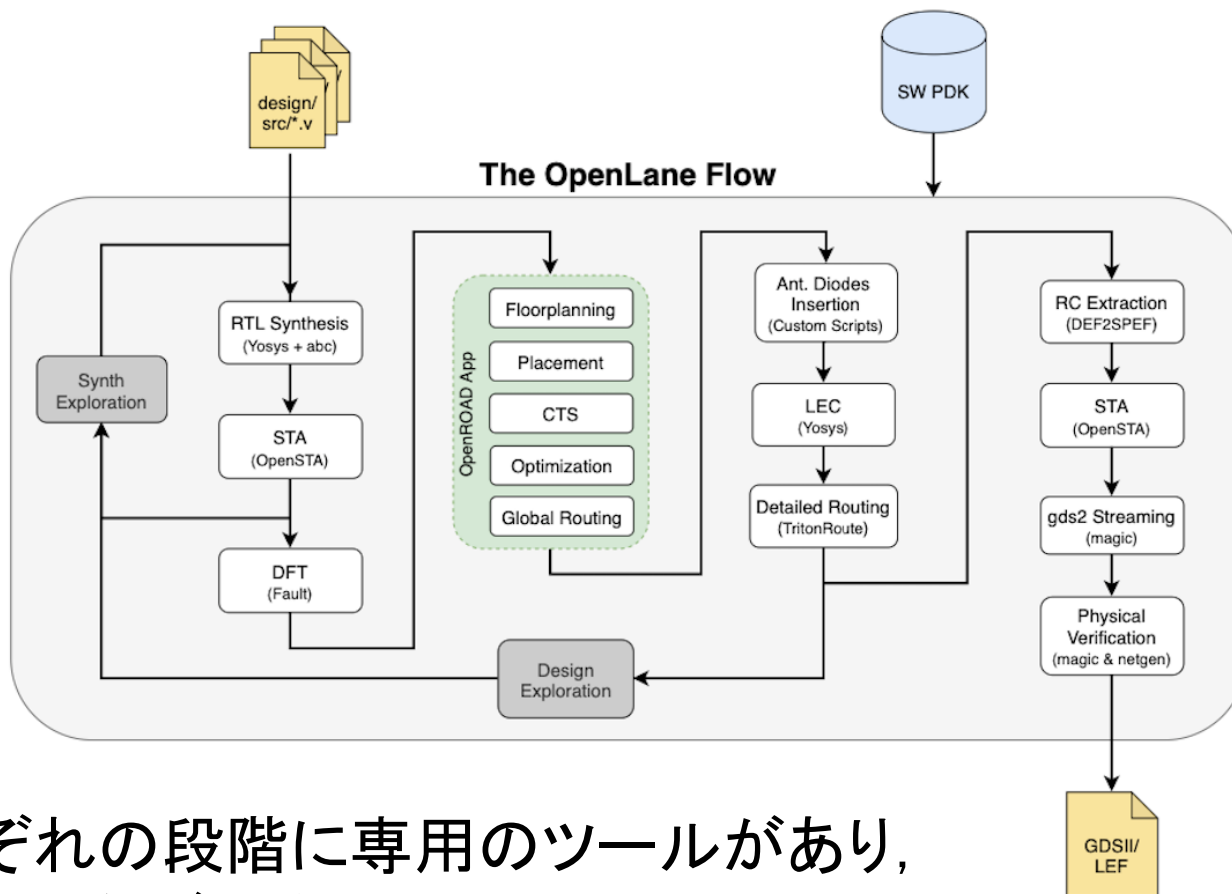 design/
src/*.v
SW PDK
The OpenLane Flow
Synth
Exploration
RTL Synthesis
(Yosys + abc)
STA
(OpenSTA)
DFT
(Fault)
OpenROAD App
Floorplanning
Placement
CTS
Optimization
Global Routing
Design
Exploration
Ant. Diodes
Insertion
(Custom Scripts)
LEC
(Yosys)
Detailed Routing
(TritonRoute)
RC Extraction
(DEF2SPEF)
STA
(OpenSTA)
gds2 Streaming
(magic)
Physical
Verification
(magic & netgen)
GDSII/
LEF
ぞれの段階に専用のツールがあり,